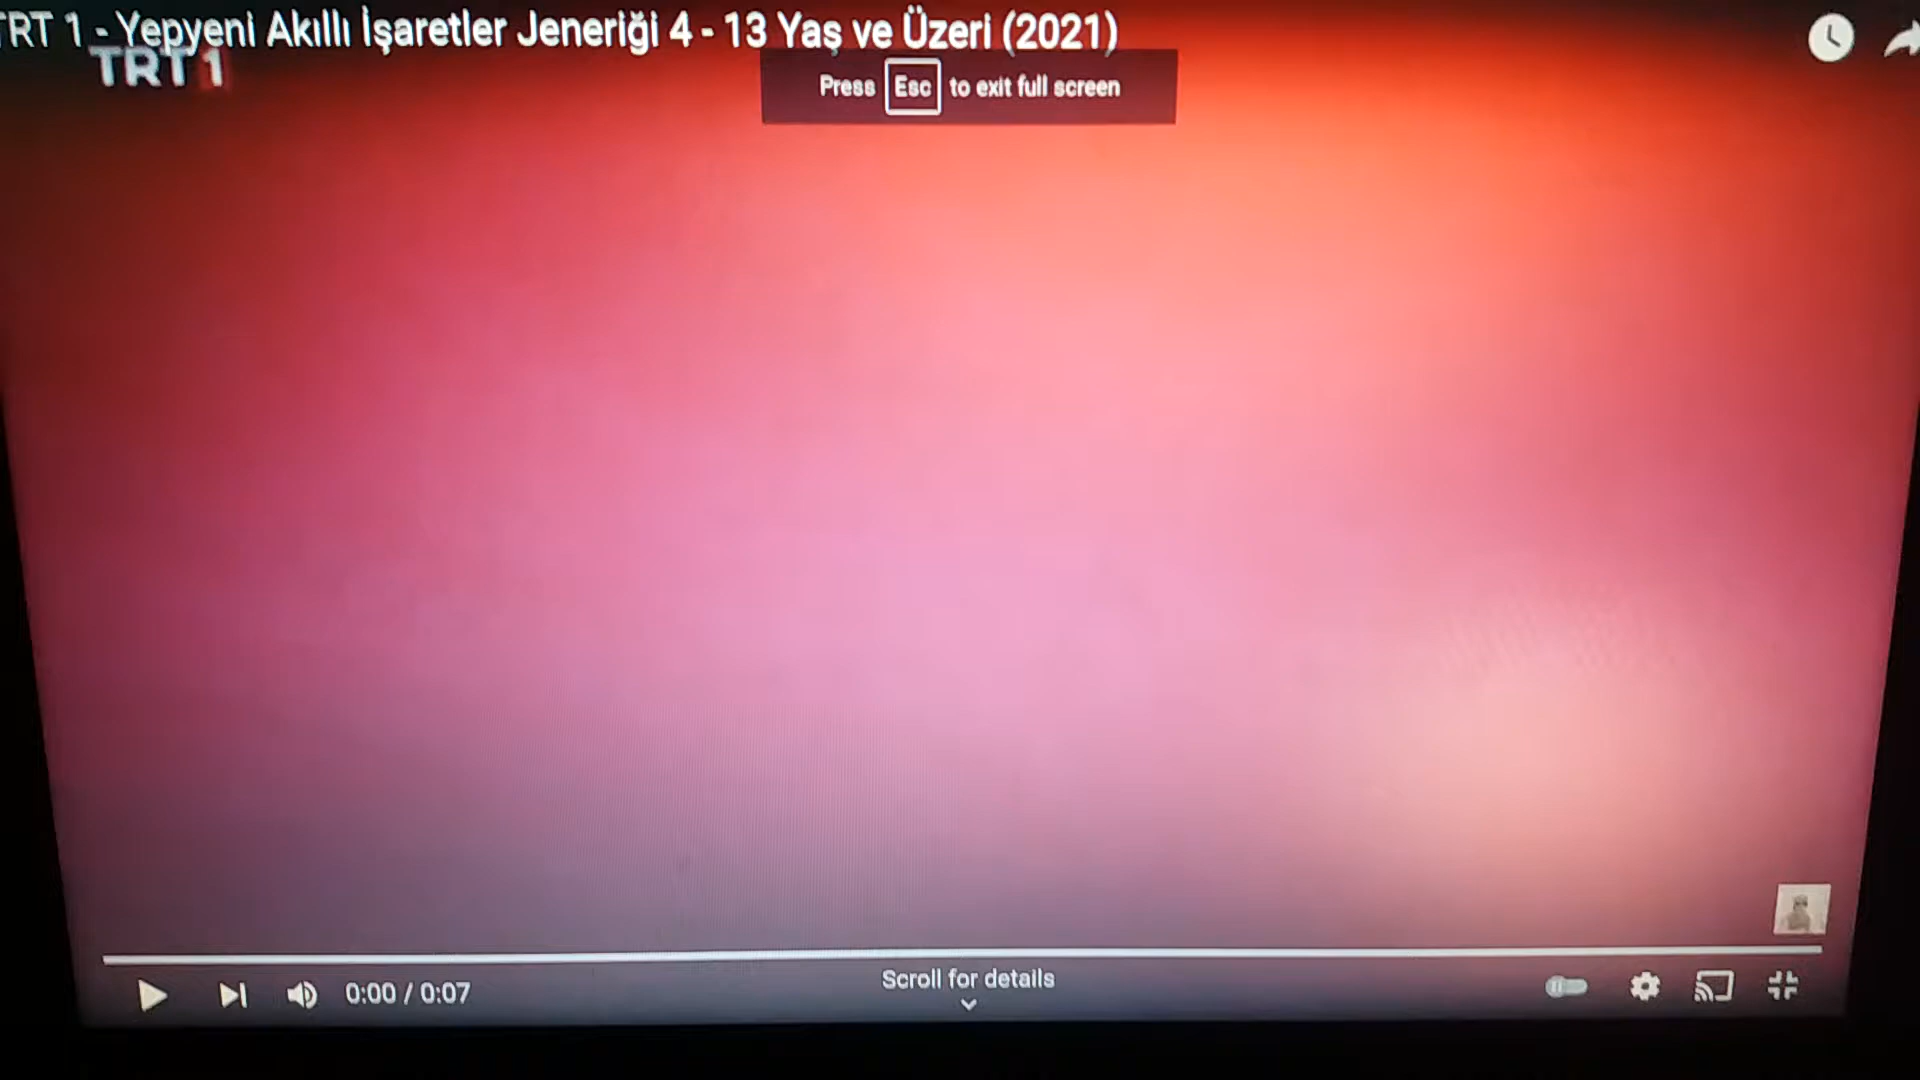 TRT 1 - Yepyeni Akıllı İşaretler Jeneriği 4 - 13 Yaş ve Üzeri (2021)
TRT 1
Press Esc to exit full screen
0:00 / 0:07
Scroll for details